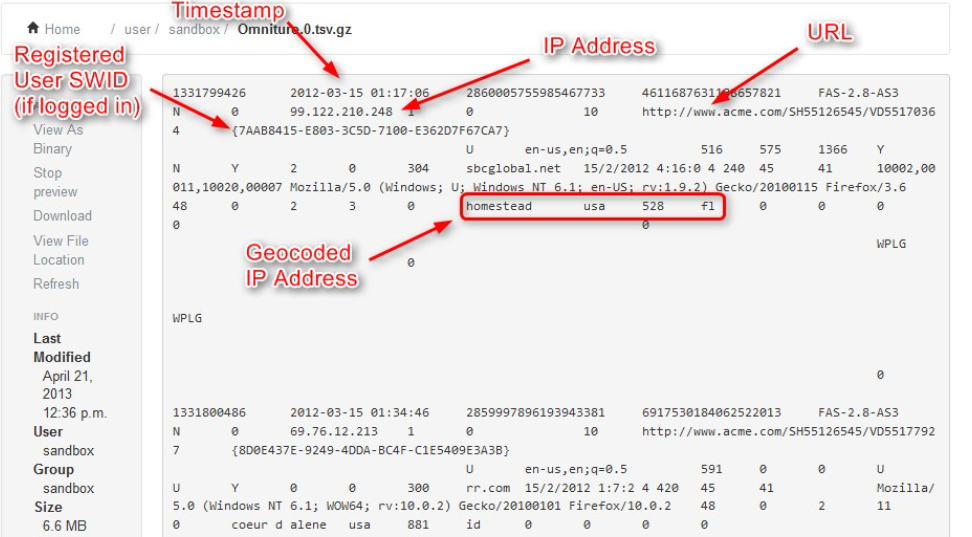 Timestamp
Home / user / sandbox / Omniture.0.tsv.gz
Registered
User SWID
(if logged in)
IP Address
URL
View As
Binary
Stop
preview
Download
View File
Location
Refresh
INFO
Last
Modified
April 21,
2013
12:36 p.m.
User
sandbox
Group
sandbox
Size
6.6 MB
1331799426 2012-03-15 01:17:06 2860005755985467733 4611687631188657821 FAS-2.8-AS3
N 0 99.122.210.248 1 0 10 http://www.acme.com/SH55126545/VD5517036
4 {7AAB8415-E803-3C5D-7100-E362D7F67CA7}
U en-us,en;q=0.5 516 575 1366 Y
N Y 2 0 304 sbcglobal.net 15/2/2012 4:16:0 4 240 45 41 10002,00
011,10020,00007 Mozilla/5.0 (Windows; U; Windows NT 6.1; en-US; rv:1.9.2) Gecko/20100115 Firefox/3.6
48 0 2 3 0 homestead usa 528 fl 0 0 0
0 0
WPLG
0
Geocoded
IP Address
WPLG
0
1331800486 2012-03-15 01:34:46 2859997896193943381 6917530184062522013 FAS-2.8-AS3
N 0 69.76.12.213 1 0 10 http://www.acme.com/SH55126545/VD5517792
7 {8D0E437E-9249-4DDA-BC4F-C1E5409E3A3B}
U en-us,en;q=0.5 591 0 0 U
U Y 0 0 300 rr.com 15/2/2012 1:7:2 4 420 45 41 Mozilla/
5.0 (Windows NT 6.1; WOW64; rv:10.0.2) Gecko/20100101 Firefox/10.0.2 48 0 2 11
0 coeur d alene usa 881 id 0 0 0 0